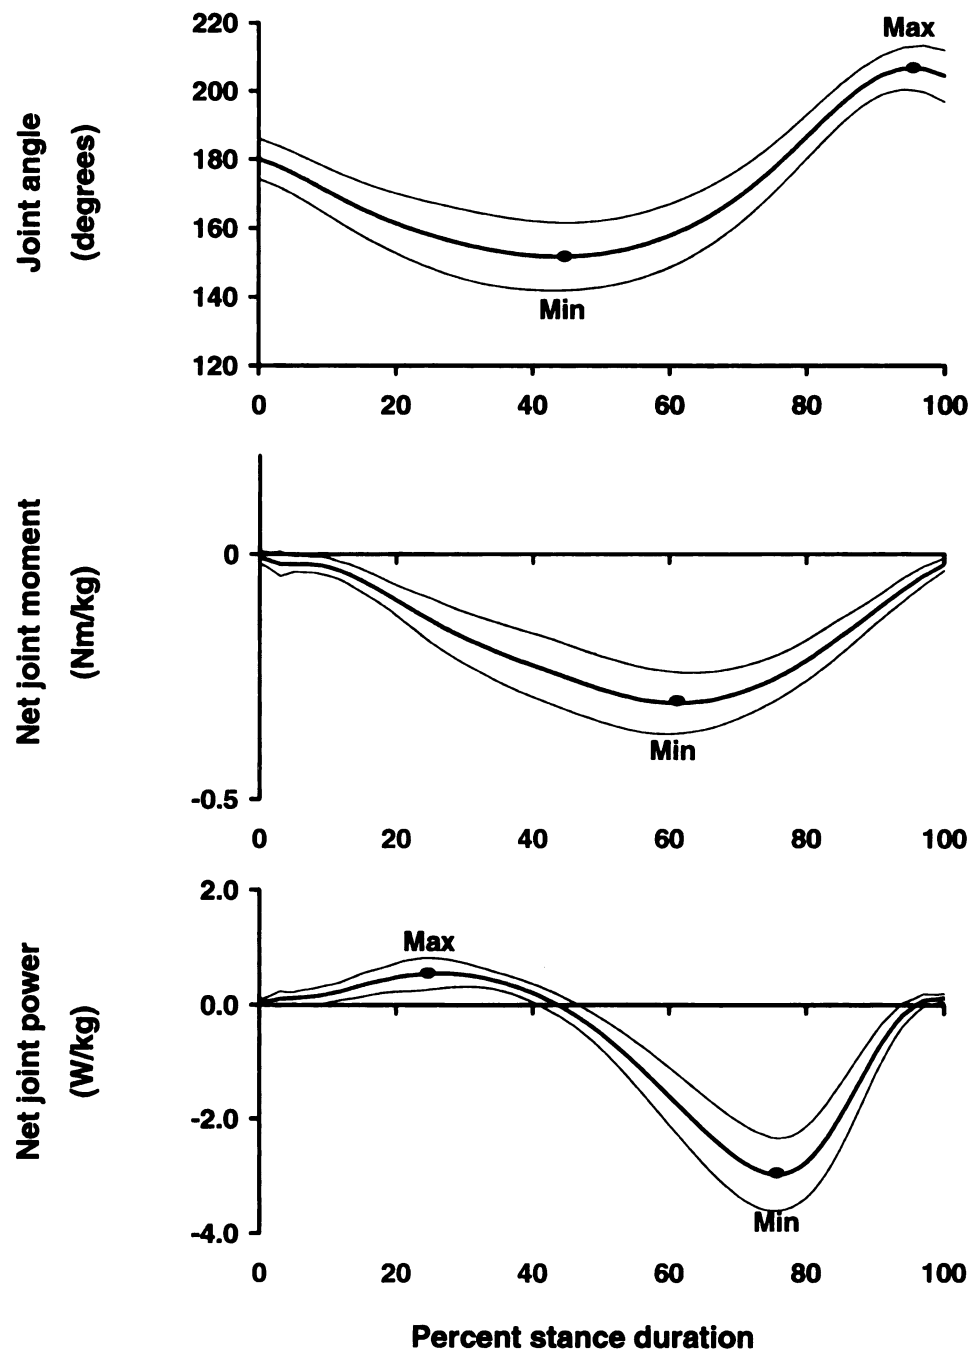 Joint angle
(degrees)
220
200
180
160
140
120
Max
Min
0 20 40 60 80 100
Net joint moment
(Nm/kg)
0
-0.5
Min
0 20 40 60 80 100
Net joint power
(W/kg)
2.0
0.0
-2.0
-4.0
Max
Min
0 20 40 60 80 100
Percent stance duration